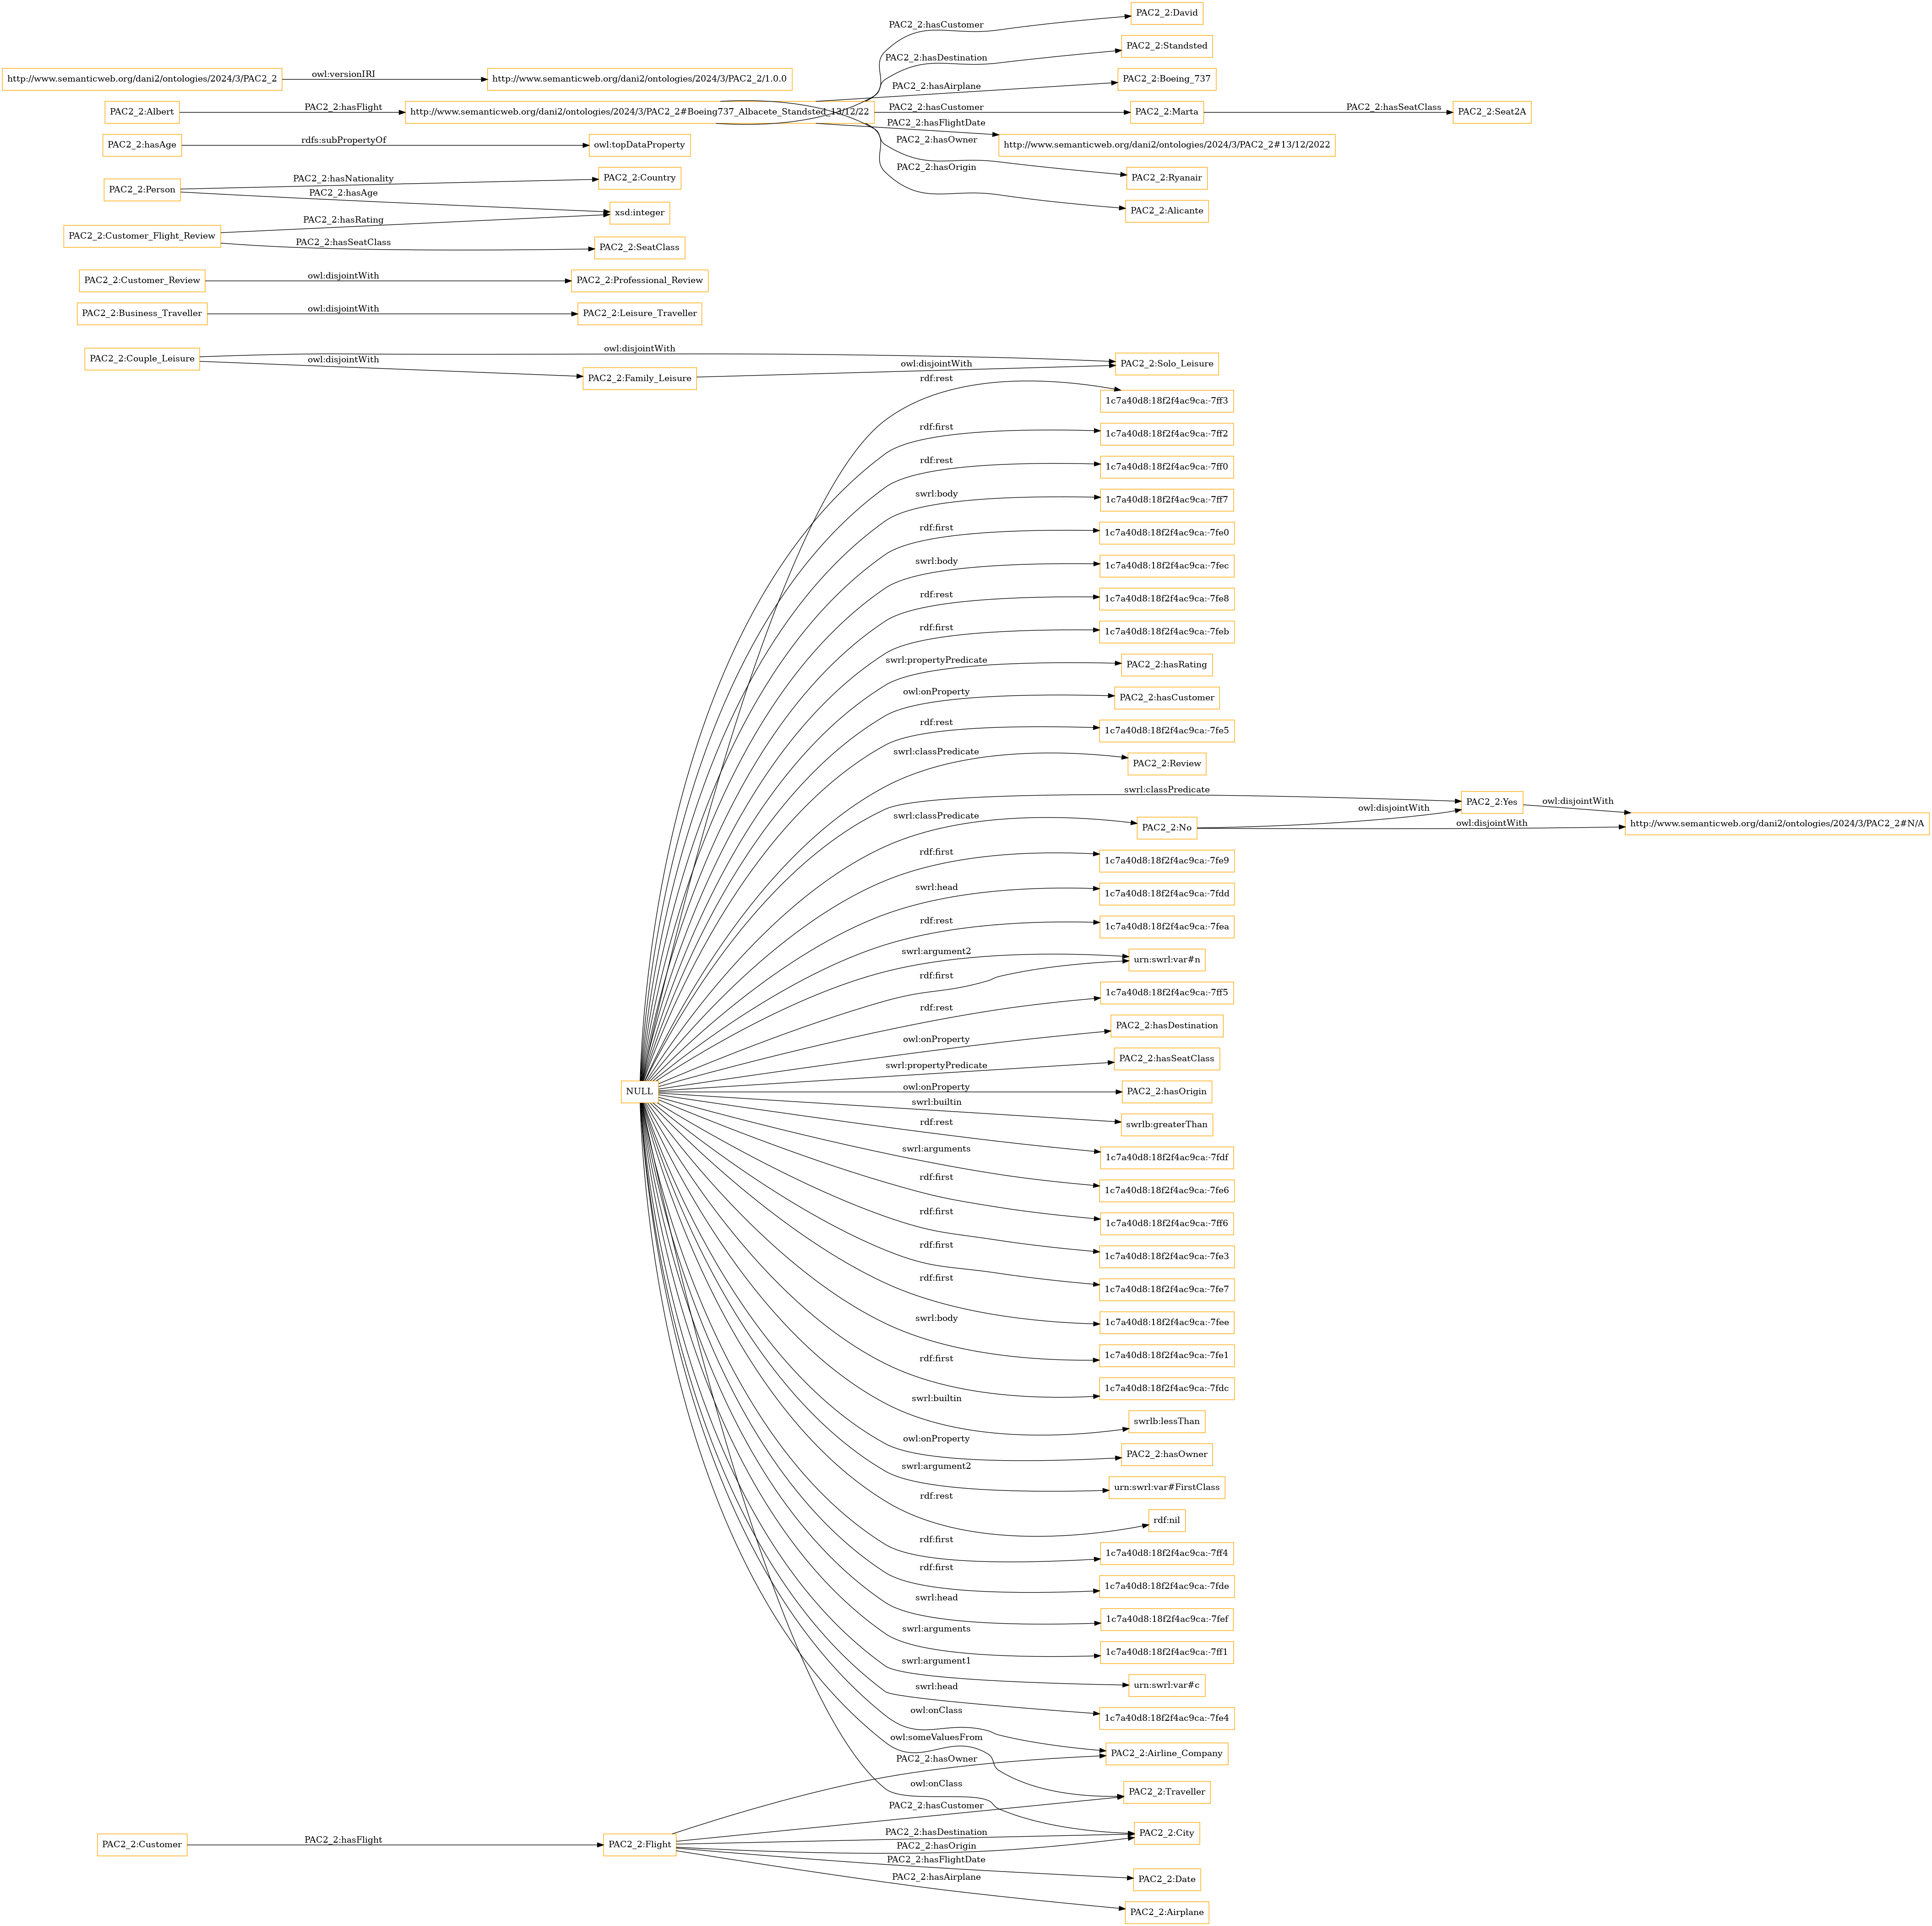 PAC2_2:David
PAC2_2:hasCustomer
PAC2_2:Standsted
PAC2_2:hasDestination
http://www.semanticweb.org/dani2/ontologies/2024/3/PAC2_2
owl:versionIRI
http://www.semanticweb.org/dani2/ontologies/2024/3/PAC2_2/1.0.0
PAC2_2:hasAirplane
PAC2_2:Boeing_737
PAC2_2:Albert
PAC2_2:hasFlight
http://www.semanticweb.org/dani2/ontologies/2024/3/PAC2_2#Boeing737_Albacete_Standsted_13/12/22
PAC2_2:hasCustomer
PAC2_2:Marta
PAC2_2:hasSeatClass
PAC2_2:Seat2A
PAC2_2:hasFlightDate
http://www.semanticweb.org/dani2/ontologies/2024/3/PAC2_2#13/12/2022
PAC2_2:hasAge
rdfs:subPropertyOf
owl:topDataProperty
PAC2_2:hasOwner
PAC2_2:Ryanair
PAC2_2:hasOrigin
PAC2_2:Alicante
PAC2_2:Person
PAC2_2:hasNationality
PAC2_2:Country
PAC2_2:hasAge
xsd:integer
PAC2_2:Customer_Flight_Review
PAC2_2:hasRating
PAC2_2:hasSeatClass
PAC2_2:SeatClass
PAC2_2:Customer_Review
owl:disjointWith
PAC2_2:Professional_Review
PAC2_2:Business_Traveller
owl:disjointWith
PAC2_2:Leisure_Traveller
PAC2_2:Couple_Leisure
owl:disjointWith
PAC2_2:Solo_Leisure
owl:disjointWith
PAC2_2:Family_Leisure
owl:disjointWith
rdf:rest
1c7a40d8:18f2f4ac9ca:-7ff3
rdf:first
1c7a40d8:18f2f4ac9ca:-7ff2
rdf:rest
1c7a40d8:18f2f4ac9ca:-7ff0
swrl:body
1c7a40d8:18f2f4ac9ca:-7ff7
rdf:first
1c7a40d8:18f2f4ac9ca:-7fe0
swrl:body
1c7a40d8:18f2f4ac9ca:-7fec
rdf:rest
1c7a40d8:18f2f4ac9ca:-7fe8
rdf:first
1c7a40d8:18f2f4ac9ca:-7feb
swrl:propertyPredicate
PAC2_2:hasRating
owl:onProperty
PAC2_2:hasCustomer
rdf:rest
1c7a40d8:18f2f4ac9ca:-7fe5
swrl:classPredicate
PAC2_2:Review
swrl:classPredicate
PAC2_2:Yes
owl:disjointWith
swrl:classPredicate
PAC2_2:No
owl:disjointWith
owl:disjointWith
http://www.semanticweb.org/dani2/ontologies/2024/3/PAC2_2#N/A
rdf:first
1c7a40d8:18f2f4ac9ca:-7fe9
swrl:head
1c7a40d8:18f2f4ac9ca:-7fdd
rdf:rest
1c7a40d8:18f2f4ac9ca:-7fea
swrl:argument2
urn:swrl:var#n
rdf:first
rdf:rest
1c7a40d8:18f2f4ac9ca:-7ff5
owl:onProperty
PAC2_2:hasDestination
swrl:propertyPredicate
PAC2_2:hasSeatClass
NULL
owl:onProperty
PAC2_2:hasOrigin
swrl:builtin
swrlb:greaterThan
rdf:rest
1c7a40d8:18f2f4ac9ca:-7fdf
swrl:arguments
1c7a40d8:18f2f4ac9ca:-7fe6
rdf:first
1c7a40d8:18f2f4ac9ca:-7ff6
rdf:first
1c7a40d8:18f2f4ac9ca:-7fe3
rdf:first
1c7a40d8:18f2f4ac9ca:-7fe7
rdf:first
1c7a40d8:18f2f4ac9ca:-7fee
swrl:body
1c7a40d8:18f2f4ac9ca:-7fe1
rdf:first
1c7a40d8:18f2f4ac9ca:-7fdc
swrl:builtin
swrlb:lessThan
owl:onProperty
PAC2_2:hasOwner
swrl:argument2
urn:swrl:var#FirstClass
rdf:rest
rdf:nil
rdf:first
1c7a40d8:18f2f4ac9ca:-7ff4
rdf:first
1c7a40d8:18f2f4ac9ca:-7fde
swrl:head
1c7a40d8:18f2f4ac9ca:-7fef
swrl:arguments
1c7a40d8:18f2f4ac9ca:-7ff1
swrl:argument1
urn:swrl:var#c
swrl:head
1c7a40d8:18f2f4ac9ca:-7fe4
owl:onClass
PAC2_2:Airline_Company
owl:someValuesFrom
PAC2_2:hasOwner
owl:onClass
PAC2_2:Traveller
PAC2_2:hasCustomer
PAC2_2:Customer
PAC2_2:hasFlight
PAC2_2:Flight
PAC2_2:hasDestination
PAC2_2:City
PAC2_2:hasOrigin
PAC2_2:hasFlightDate
PAC2_2:Date
PAC2_2:hasAirplane
PAC2_2:Airplane